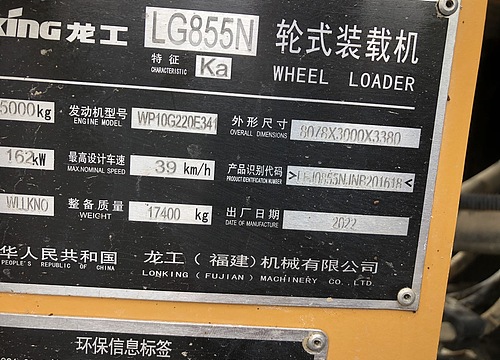 King 龙工 LG855N 轮式装载机
特征 CHARACTERISTIC Ka WHEEL LOADER
5000kg 发动机型号 ENGINE MODEL WP10G220E341 外形尺寸 OVERALL DIMENSIONS 8078X3000X3380
162kW 最高设计车速 MAX.NOMINAL SPEED 39 km/h 产品识别代码 PRODUCT IDENTIFICATION NUMBER
WLLKNO 整备质量 WEIGHT 17400 kg 出厂日期 DATE OF MANUFACTURE 2022
华人民共和国 龙工(福建)机械有限公司
PEOPLE'S REPUBLIC OF CHINA LONKING (FUJIAN) MACHINERY CO.,LTD.
环保信息标签